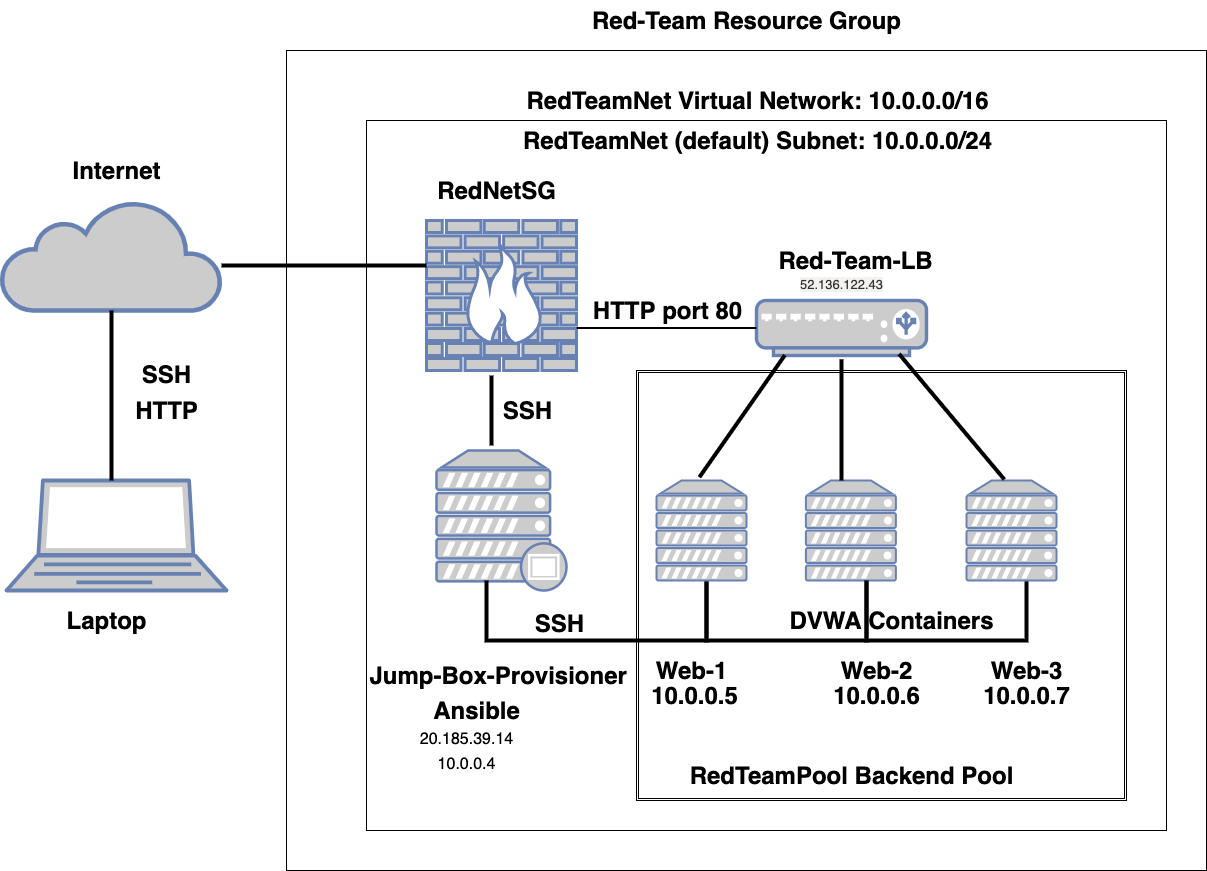 Red-Team Resource Group
RedTeamNet Virtual Network: 10.0.0.0/16
RedTeamNet (default) Subnet: 10.0.0.0/24
Internet
RedNetSG
Red-Team-LB
52.136.122.43
HTTP port 80
SSH
HTTP
SSH
Laptop
SSH
DVWA Containers
Jump-Box-Provisioner
Ansible
20.185.39.14
10.0.0.4
Web-1
10.0.0.5
Web-2
10.0.0.6
Web-3
10.0.0.7
RedTeamPool Backend Pool